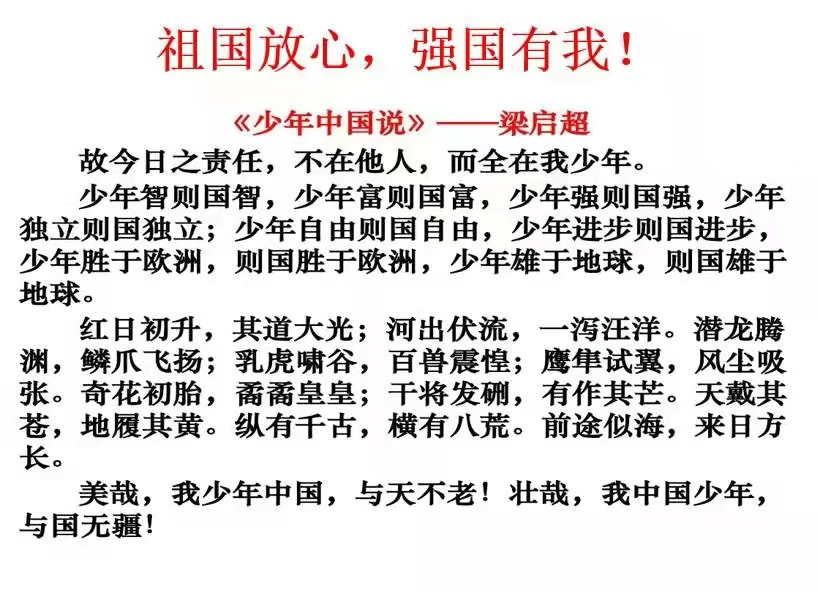 祖国放心，强国有我！
《少年中国说》——梁启超
故今日之责任，不在他人，而全在我少年。
少年智则国智，少年富则国富，少年强则国强，少年
独立则国独立；少年自由则国自由，少年进步则国进步，
少年胜于欧洲，则国胜于欧洲，少年雄于地球，则国雄于
地球。
红日初升，其道大光；河出伏流，一泻汪洋。潜龙腾
渊，鳞爪飞扬；乳虎啸谷，百兽震惶；鹰隼试翼，风尘吸
张。奇花初胎，矞矞皇皇；干将发硎，有作其芒。天戴其
苍，地履其黄。纵有千古，横有八荒。前途似海，来日方
长。
美哉，我少年中国，与天不老！壮哉，我中国少年，
与国无疆！